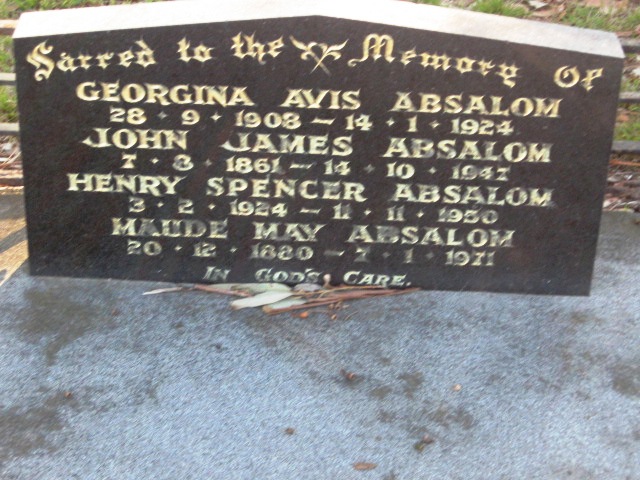 Sacred to the Memory Of
GEORGINA AVIS ABSALOM
28 · 9 · 1908 — 14 · 1 · 1924
JOHN JAMES ABSALOM
7 · 8 · 1861 — 14 · 10 · 1947
HENRY SPENCER ABSALOM
3 · 2 · 1924 — 11 · 11 · 1950
MAUDE MAY ABSALOM
20 · 12 · 1880 — 7 · 1 · 1971
IN GOD'S CARE.